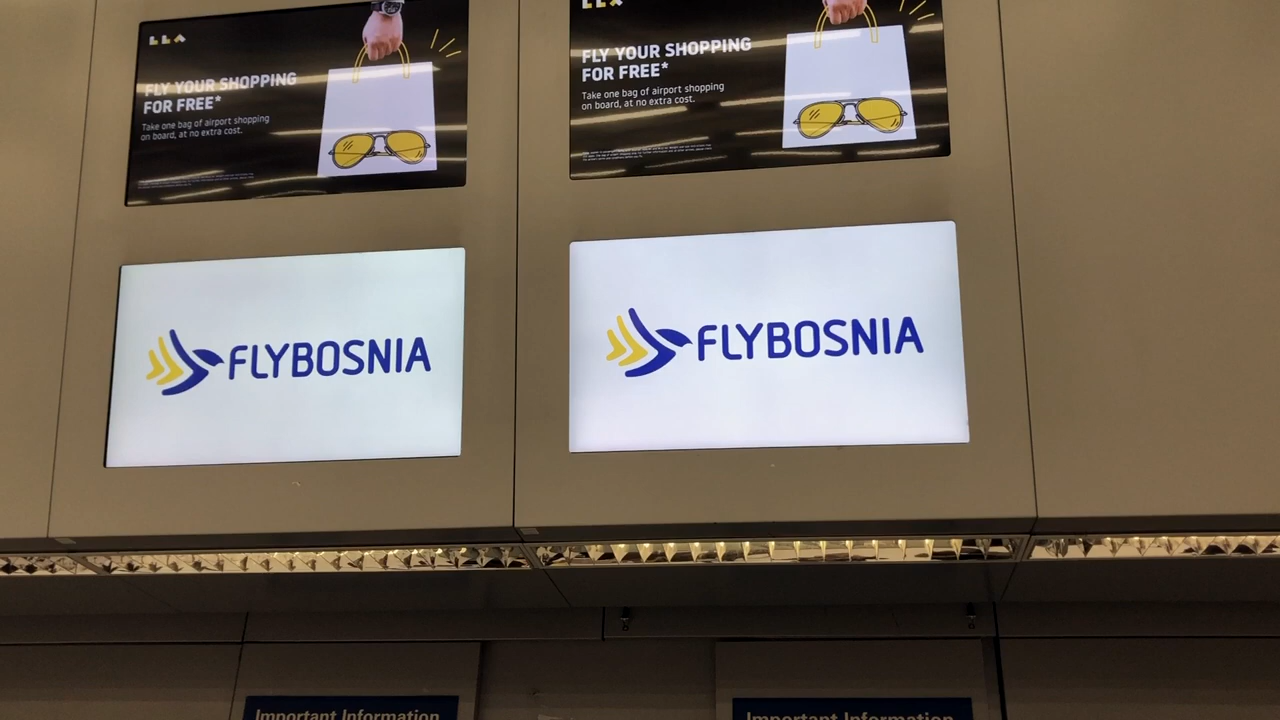 LLA
FLY YOUR SHOPPING
FOR FREE*
Take one bag of airport shopping
on board, at no extra cost.
LLA
FLY YOUR SHOPPING
FOR FREE*
Take one bag of airport shopping
on board, at no extra cost.
FLYBOSNIA
FLYBOSNIA
Important Information
Important Information